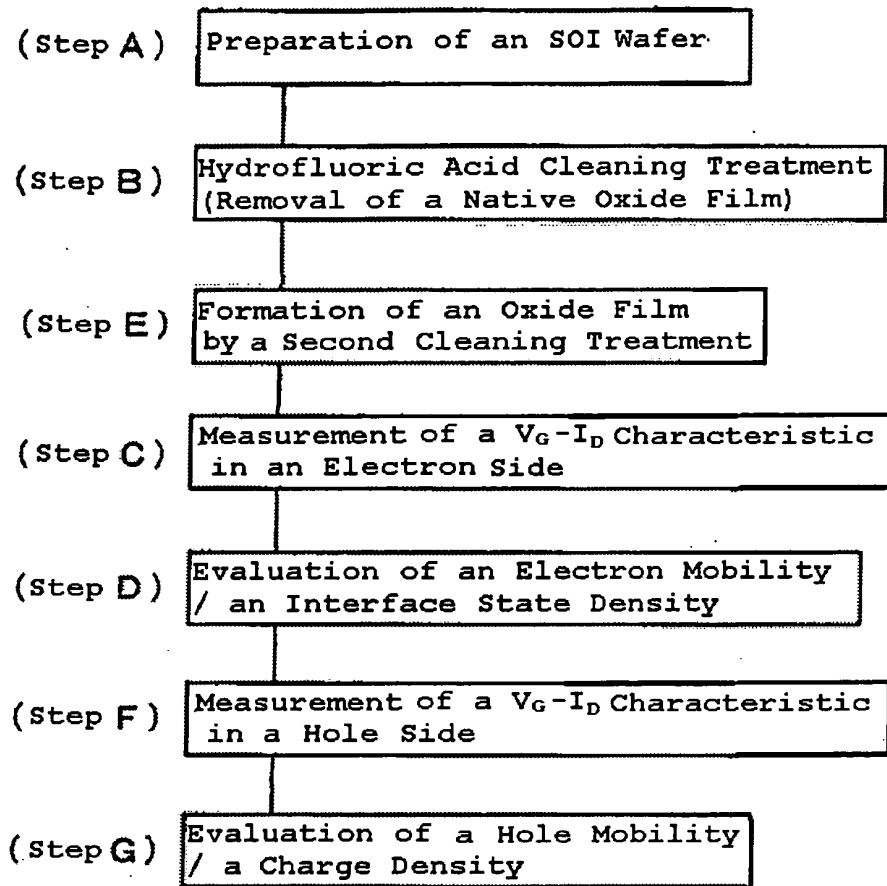 (Step A) Preparation of an SOI Wafer
(Step B) Hydrofluoric Acid Cleaning Treatment
(Removal of a Native Oxide Film)
(Step E) Formation of an Oxide Film
by a Second Cleaning Treatment
(Step C) Measurement of a VG-ID Characteristic
in an Electron Side
(Step D) Evaluation of an Electron Mobility
/ an Interface State Density
(Step F) Measurement of a VG-ID Characteristic
in a Hole Side
(Step G) Evaluation of a Hole Mobility
/ a Charge Density